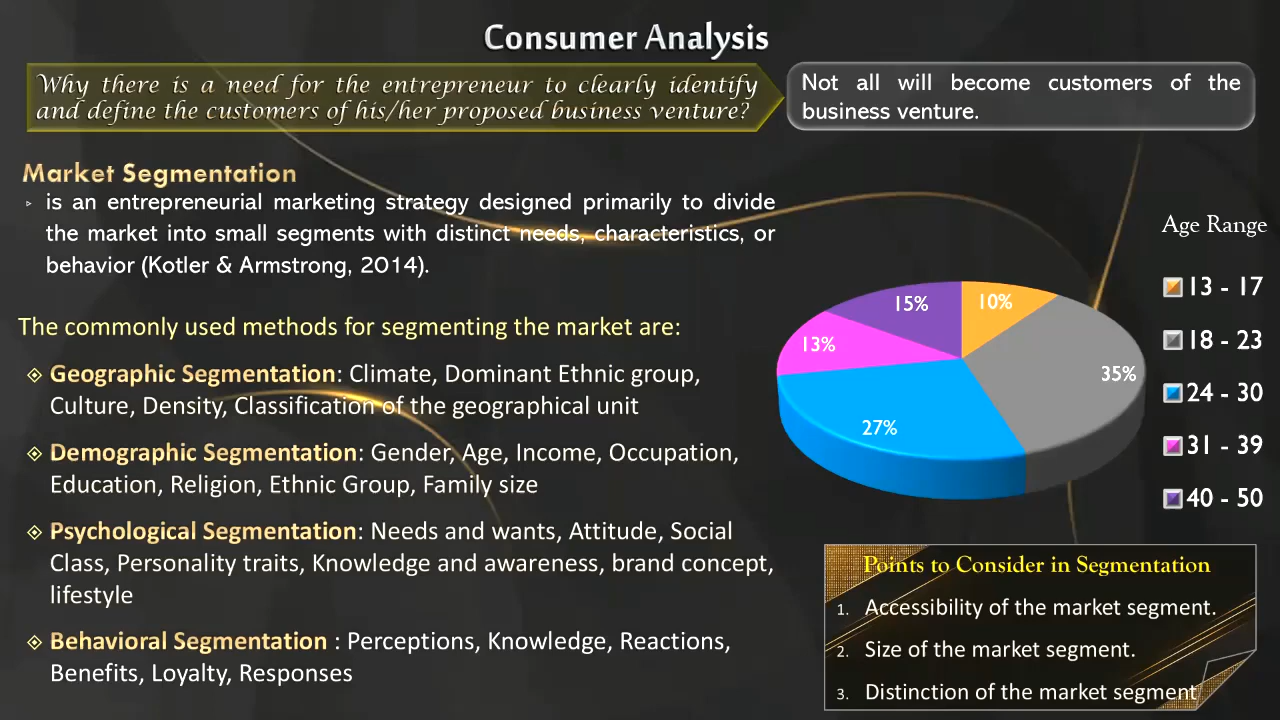 Consumer Analysis
Why there is a need for the entrepreneur to clearly identify
and define the customers of his/her proposed business venture?
Not all will become customers of the
business venture.
Market Segmentation
is an entrepreneurial marketing strategy designed primarily to divide
the market into small segments with distinct needs, characteristics, or
behavior (Kotler & Armstrong, 2014).
The commonly used methods for segmenting the market are:
Geographic Segmentation: Climate, Dominant Ethnic group,
Culture, Density, Classification of the geographical unit
Demographic Segmentation: Gender, Age, Income, Occupation,
Education, Religion, Ethnic Group, Family size
Psychological Segmentation: Needs and wants, Attitude, Social
Class, Personality traits, Knowledge and awareness, brand concept,
lifestyle
Behavioral Segmentation : Perceptions, Knowledge, Reactions,
Benefits, Loyalty, Responses
10%
35%
27%
13%
15%
Age Range
13 - 17
18 - 23
24 - 30
31 - 39
40 - 50
Points to Consider in Segmentation
1. Accessibility of the market segment.
2. Size of the market segment.
3. Distinction of the market segment